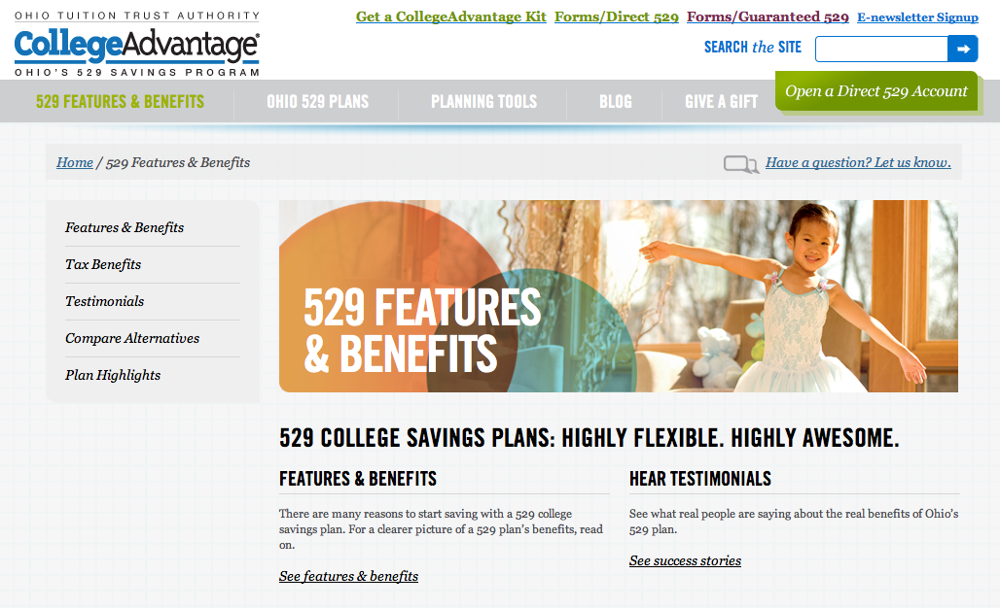 OHIO TUITION TRUST AUTHORITY
CollegeAdvantage®
OHIO'S 529 SAVINGS PROGRAM
Get a CollegeAdvantage Kit Forms/Direct 529 Forms/Guaranteed 529 E-newsletter Signup
SEARCH the SITE
529 FEATURES & BENEFITS OHIO 529 PLANS PLANNING TOOLS BLOG GIVE A GIFT Open a Direct 529 Account
Home / 529 Features & Benefits
Have a question? Let us know.
Features & Benefits
Tax Benefits
Testimonials
Compare Alternatives
Plan Highlights
529 FEATURES
& BENEFITS
529 COLLEGE SAVINGS PLANS: HIGHLY FLEXIBLE. HIGHLY AWESOME.
FEATURES & BENEFITS
There are many reasons to start saving with a 529 college
savings plan. For a clearer picture of a 529 plan's benefits, read
on.
See features & benefits
HEAR TESTIMONIALS
See what real people are saying about the real benefits of Ohio's
529 plan.
See success stories